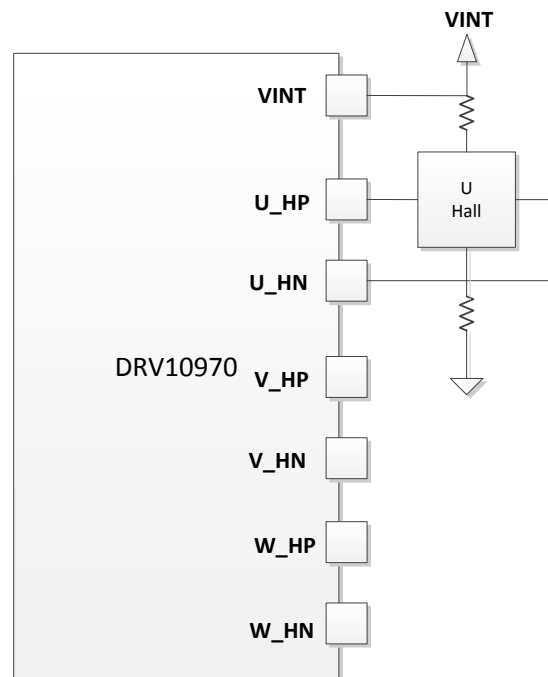 VINT
VINT
U_HP
U
Hall
U_HN
DRV10970
V_HP
V_HN
W_HP
W_HN